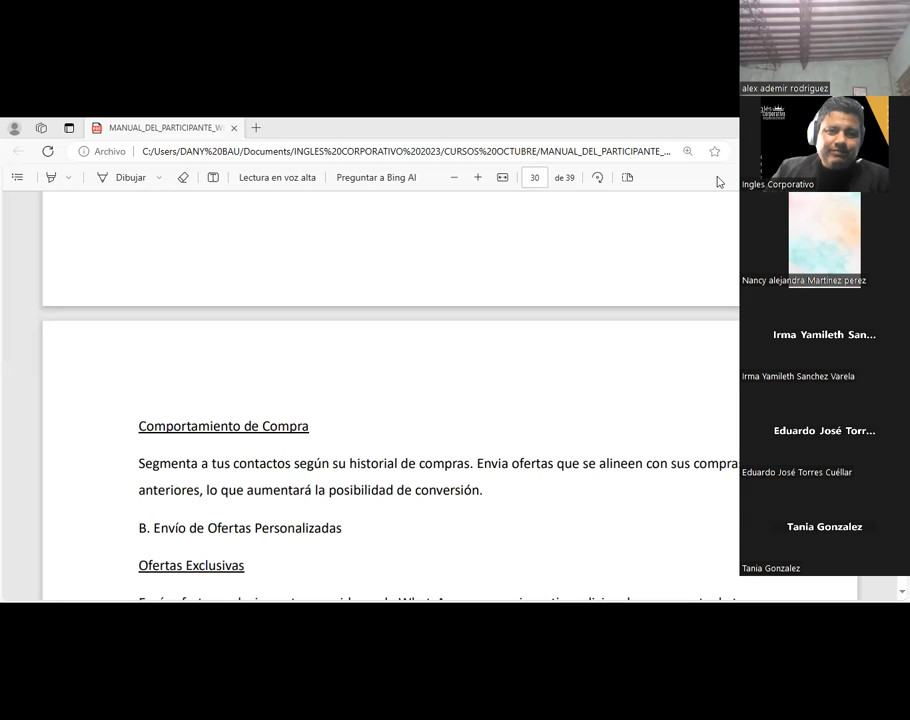 alex ademir rodriguez
MANUAL_DEL_PARTICIPANTE_W
Archivo
C:/Users/DANY%20BAU/Documents/INGLES%20CORPORATIVO%202023/CURSOS%20OCTUBRE/MANUAL_DEL_PARTICIPANTE_...
Dibujar
Lectura en voz alta
Preguntar a Bing AI
30
de 39
Corporativo
Ingles Corporativo
Nancy alejandra Martinez perez
Irma Yamileth San...
Irma Yamileth Sanchez Varela
Eduardo José Torr...
Eduardo José Torres Cuéllar
Tania Gonzalez
Tania Gonzalez
Comportamiento de Compra
Segmenta a tus contactos según su historial de compras. Envia ofertas que se alineen con sus compra
anteriores, lo que aumentará la posibilidad de conversión.
B. Envío de Ofertas Personalizadas
Ofertas Exclusivas